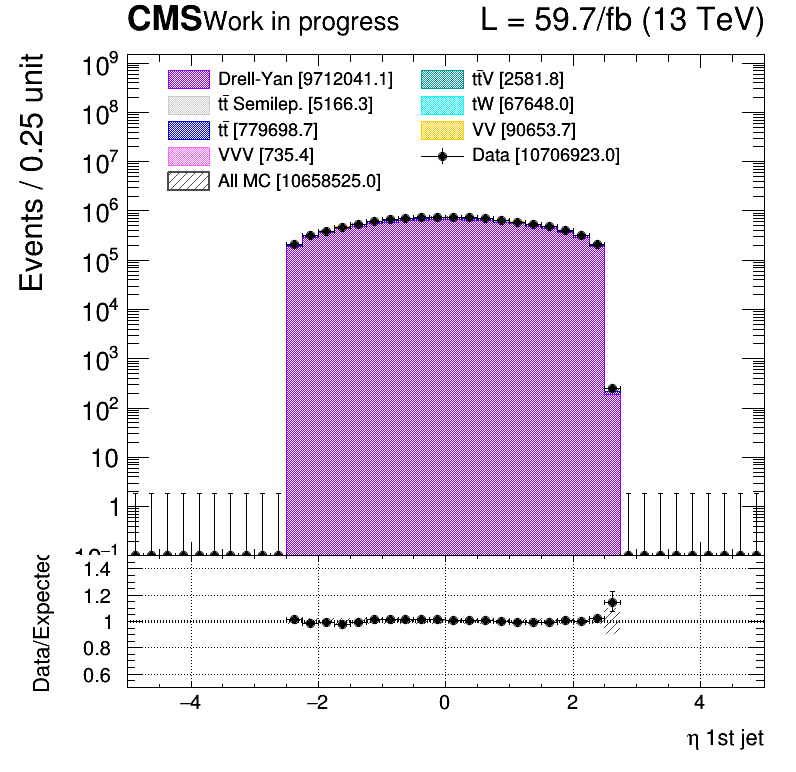 CMS Work in progress L = 59.7/fb (13 TeV)
Events / 0.25 unit
10⁹
10⁸
10⁷
10⁶
10⁵
10⁴
10³
10²
10
1
10⁻¹
Drell-Yan [9712041.1]
tt̄ Semilep. [5166.3]
tt̄ [779698.7]
VVV [735.4]
All MC [10658525.0]
tt̄V [2581.8]
tW [67648.0]
VV [90653.7]
Data [10706923.0]
Data/Expected
1.4
1.2
1
0.8
0.6
−4 −2 0 2 4
η 1st jet